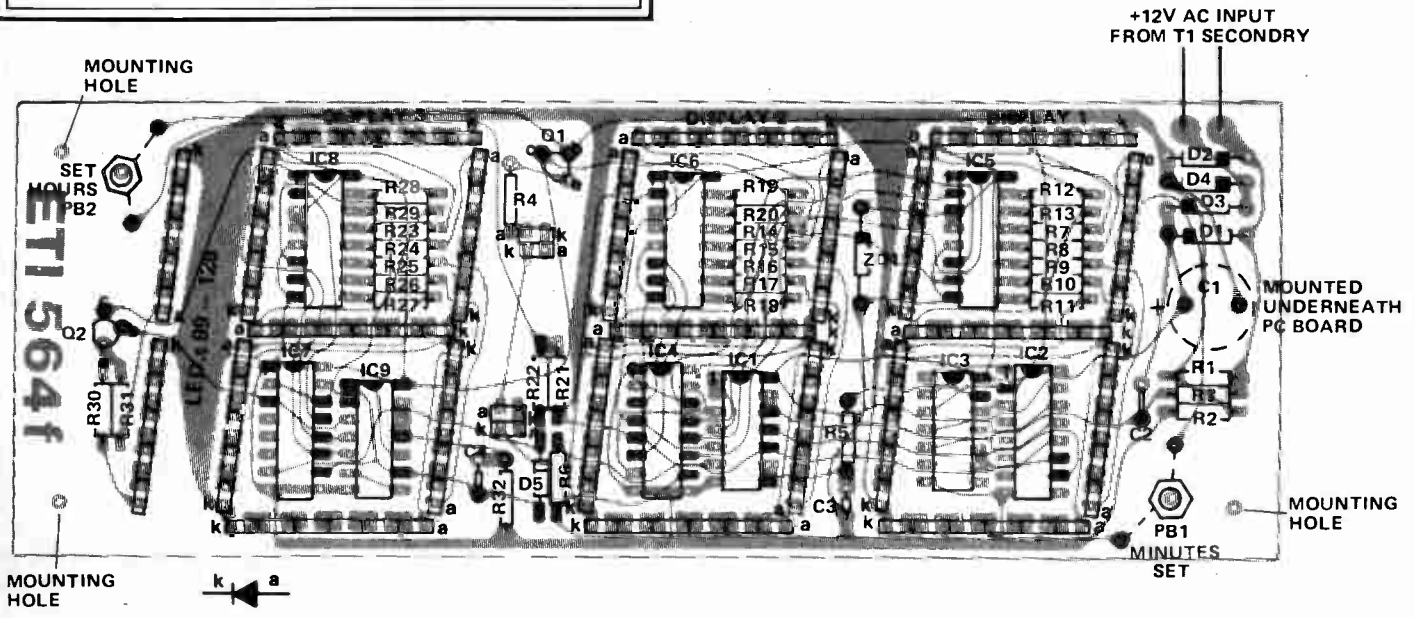 +12V AC INPUT
FROM T1 SECONDRY
MOUNTING
HOLE
DISPLAY 2
DISPLAY 1
SET
HOURS
PB2
ETI 564f
IC8
Q1
IC6
IC5
R28
R29
R23
R24
R25
R26
R27
R4
a k
k a
R19
R20
R14
R15
R16
R17
R18
R12
R13
R7
R8
R9
R10
R11
D2
D4
D3
D1
C1
+
MOUNTED
UNDERNEATH
PC BOARD
Q2
R30
R31
IC7
IC9
R22
R21
IC4
IC1
IC3
IC2
R1
R3
R2
C2
R5
a
k
R32
D5
R6
C3
PB1
MINUTES
SET
MOUNTING
HOLE
MOUNTING
HOLE
k a